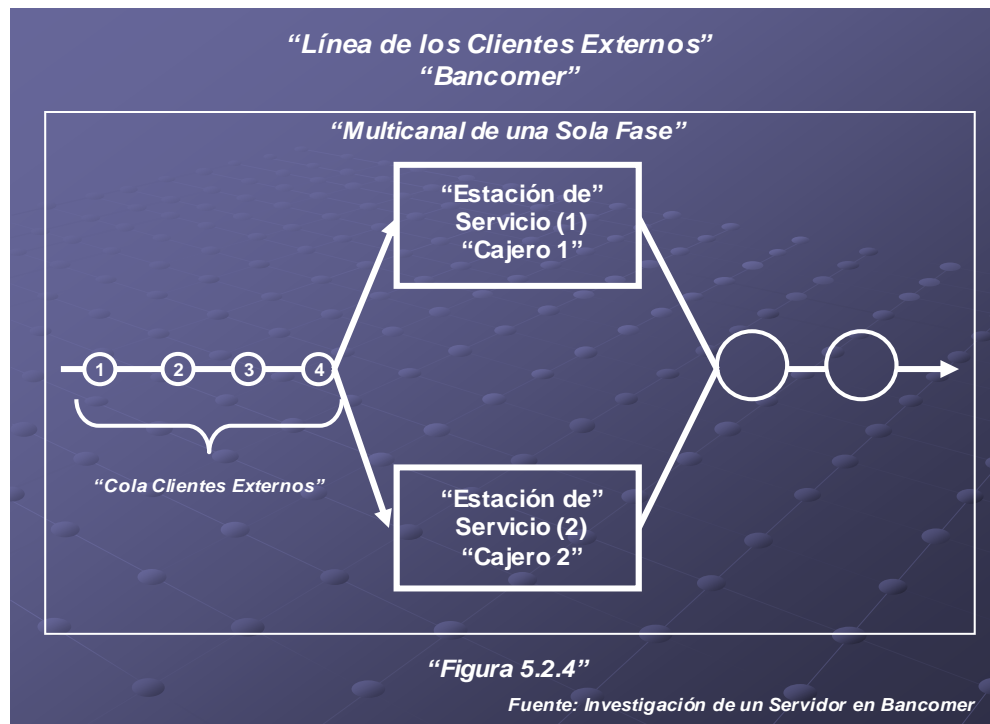 “Línea de los Clientes Externos”
“Bancomer”
“Multicanal de una Sola Fase”
“Estación de”
Servicio (1)
“Cajero 1”
1 2 3 4
“Cola Clientes Externos”
“Estación de”
Servicio (2)
“Cajero 2”
“Figura 5.2.4”
Fuente: Investigación de un Servidor en Bancomer